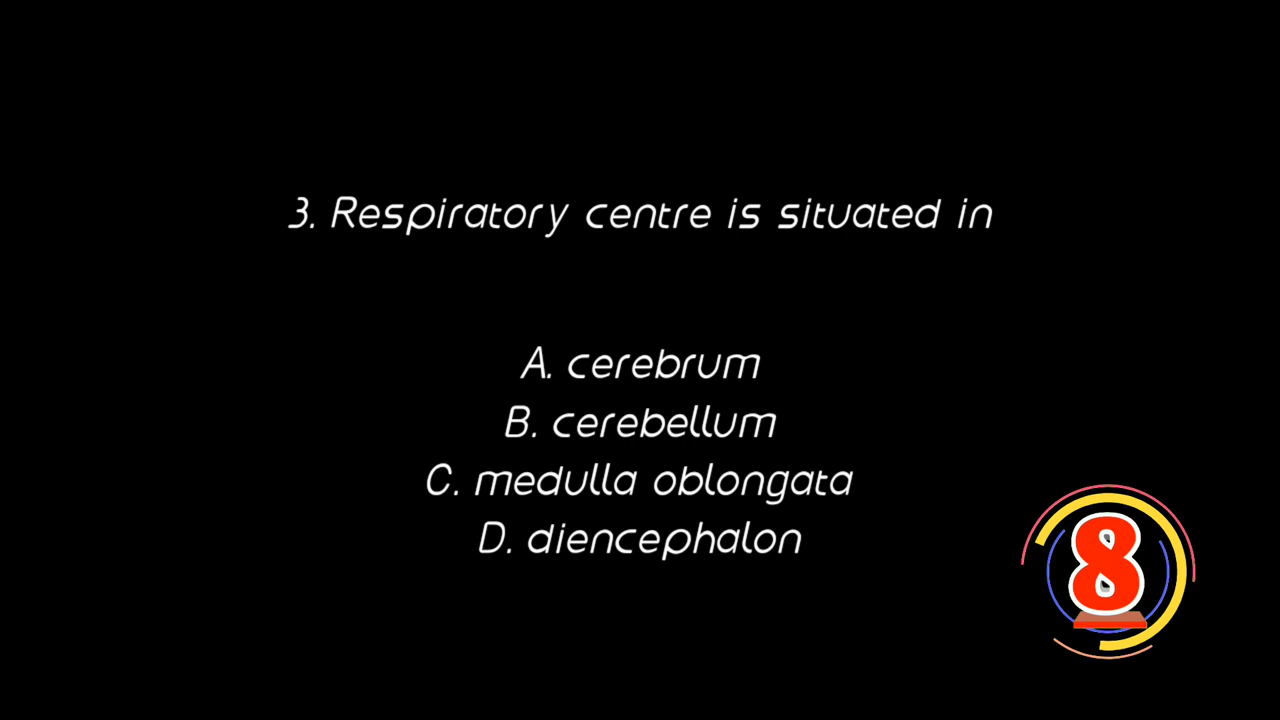 3. Respiratory centre is situated in
A. cerebrum
B. cerebellum
C. medulla oblongata
D. diencephalon
8